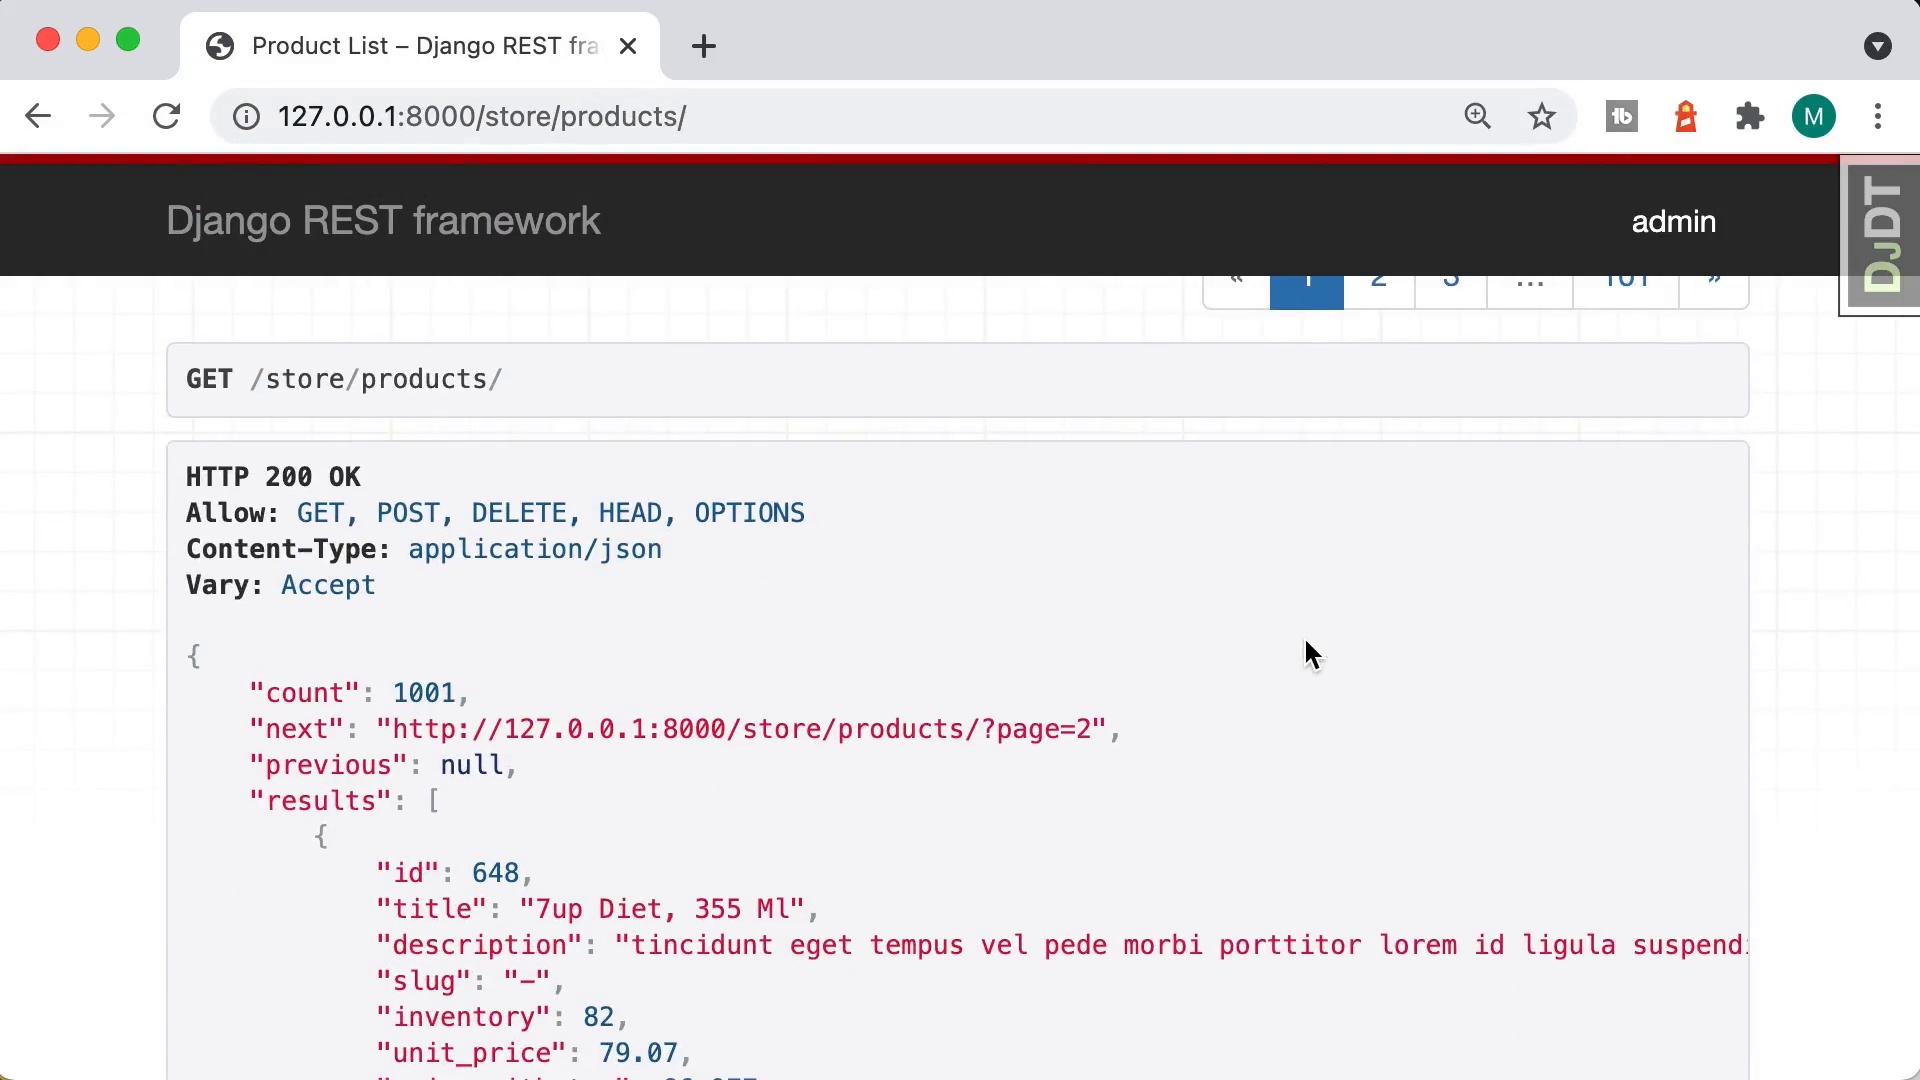 Product List – Django REST fra
127.0.0.1:8000/store/products/
M
Django REST framework
admin
DJDT
« 1 2 3 … 101 »
GET /store/products/
HTTP 200 OK
Allow: GET, POST, DELETE, HEAD, OPTIONS
Content-Type: application/json
Vary: Accept
{
"count": 1001,
"next": "http://127.0.0.1:8000/store/products/?page=2",
"previous": null,
"results": [
{
"id": 648,
"title": "7up Diet, 355 Ml",
"description": "tincidunt eget tempus vel pede morbi porttitor lorem id ligula suspend
"slug": "-",
"inventory": 82,
"unit_price": 79.07,